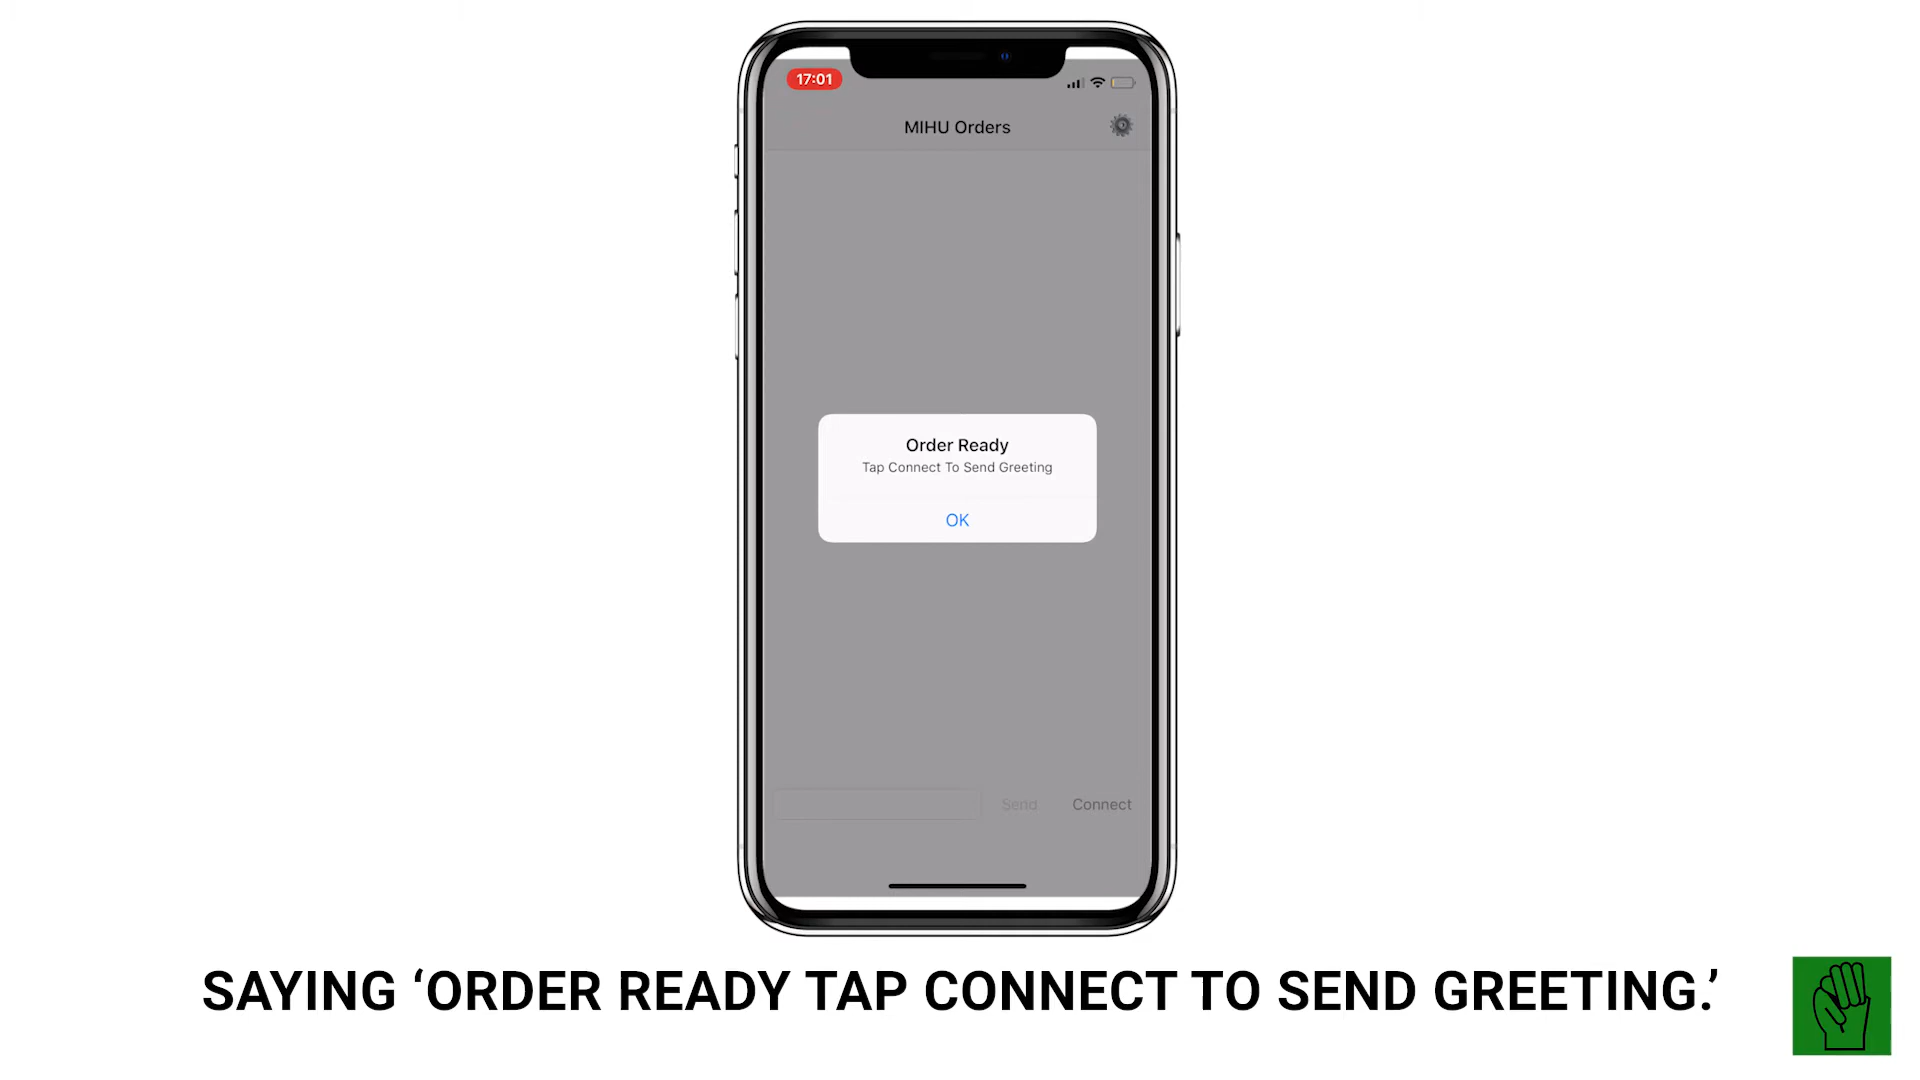 17:01
MIHU Orders
Order Ready
Tap Connect To Send Greeting
OK
Send
Connect
SAYING ‘ORDER READY TAP CONNECT TO SEND GREETING.’